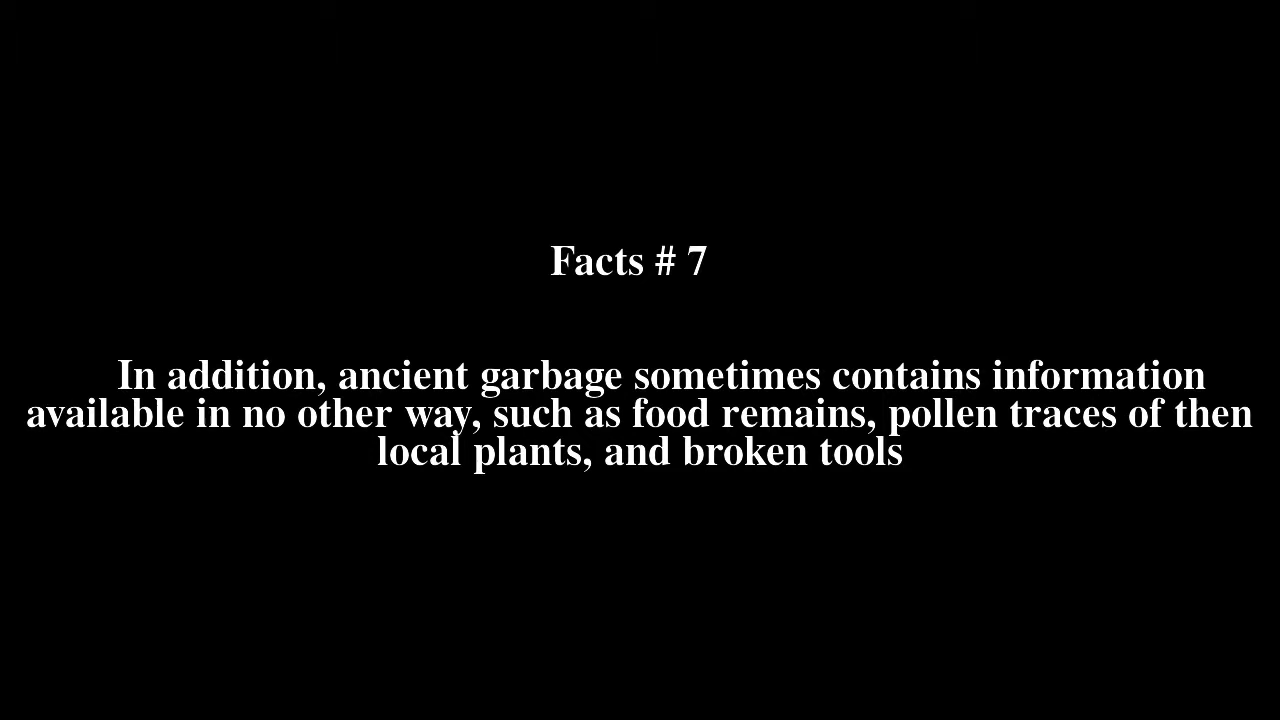 Facts # 7
In addition, ancient garbage sometimes contains information
available in no other way, such as food remains, pollen traces of then
local plants, and broken tools